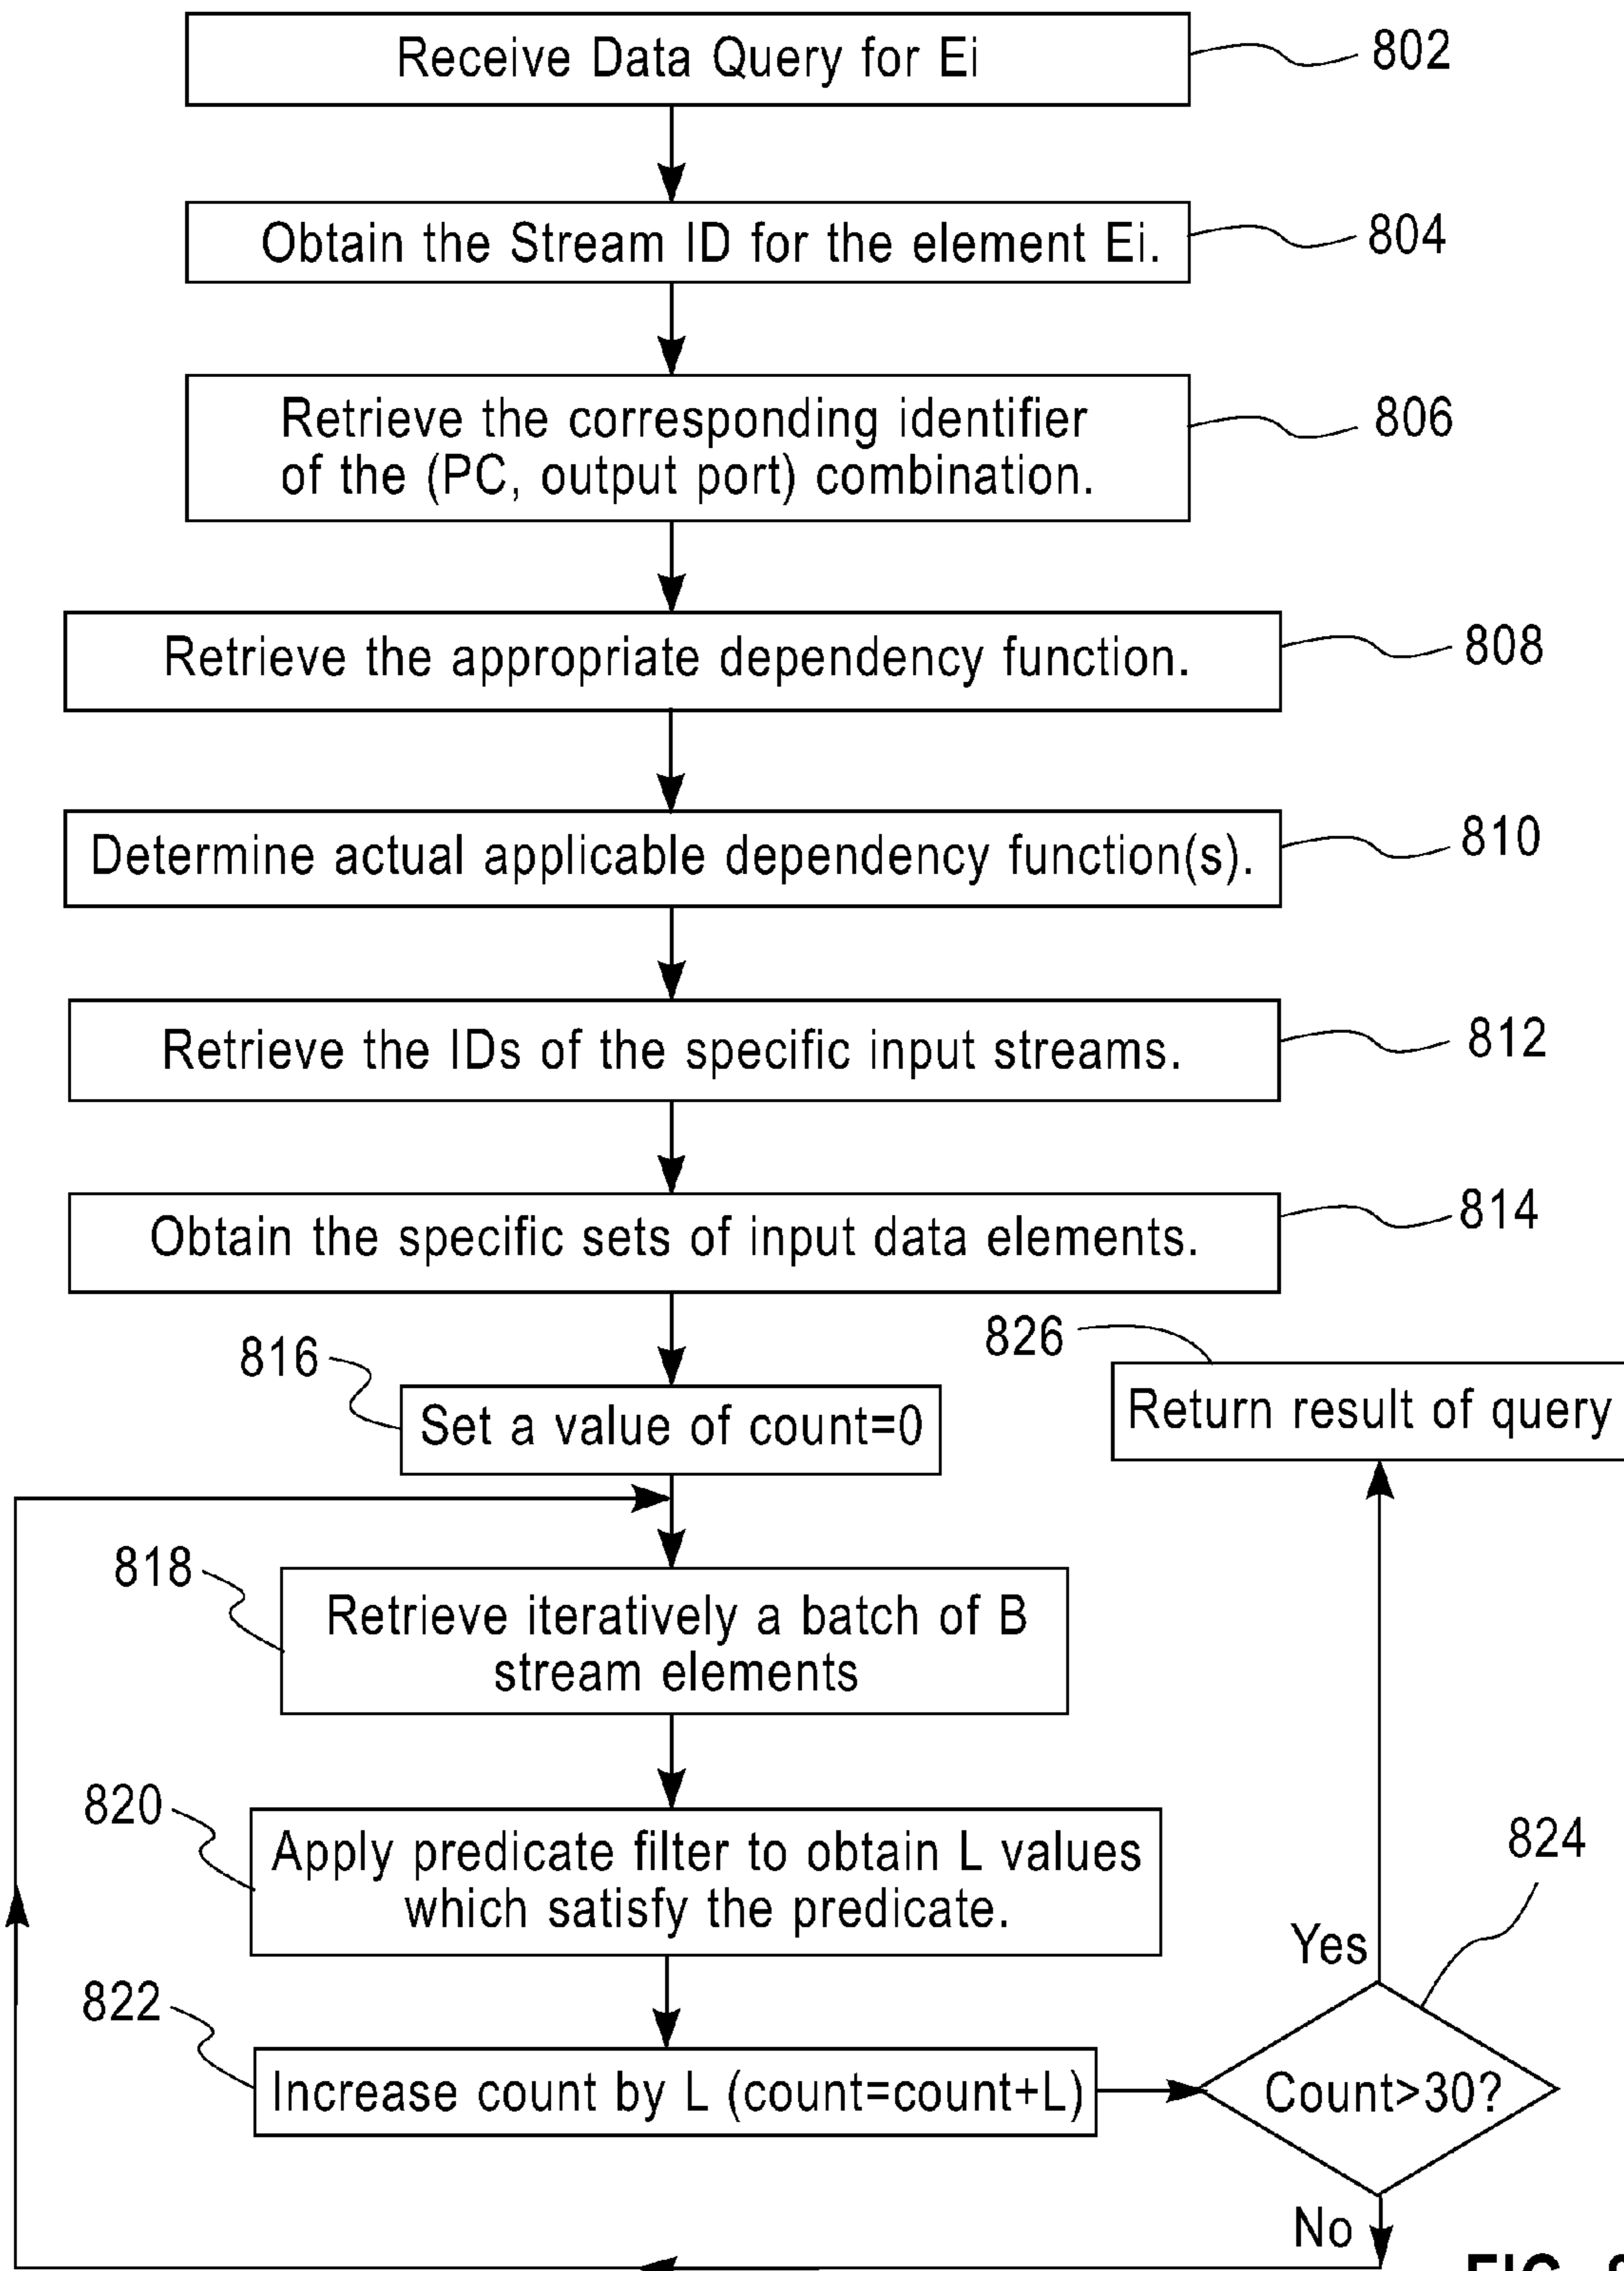 Receive Data Query for Ei
802
Obtain the Stream ID for the element Ei.
804
Retrieve the corresponding identifier
of the (PC, output port) combination.
806
Retrieve the appropriate dependency function.
808
Determine actual applicable dependency function(s).
810
Retrieve the IDs of the specific input streams.
812
Obtain the specific sets of input data elements.
814
816
Set a value of count=0
826
Return result of query
818
Retrieve iteratively a batch of B
stream elements
820
Apply predicate filter to obtain L values
which satisfy the predicate.
822
Increase count by L (count=count+L)
824
Yes
Count>30?
No
FIG. 8